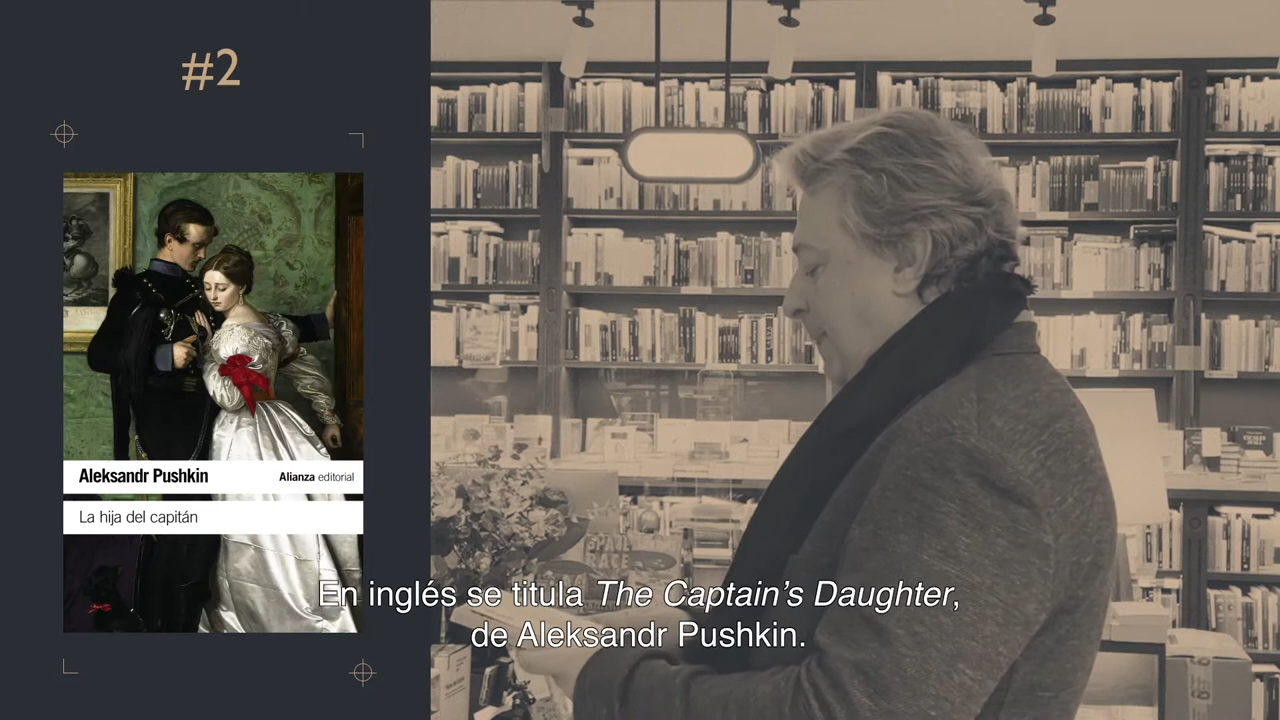 #2
Aleksandr Pushkin
Alianza editorial
La hija del capitán
En inglés se titula The Captain's Daughter,
de Aleksandr Pushkin.